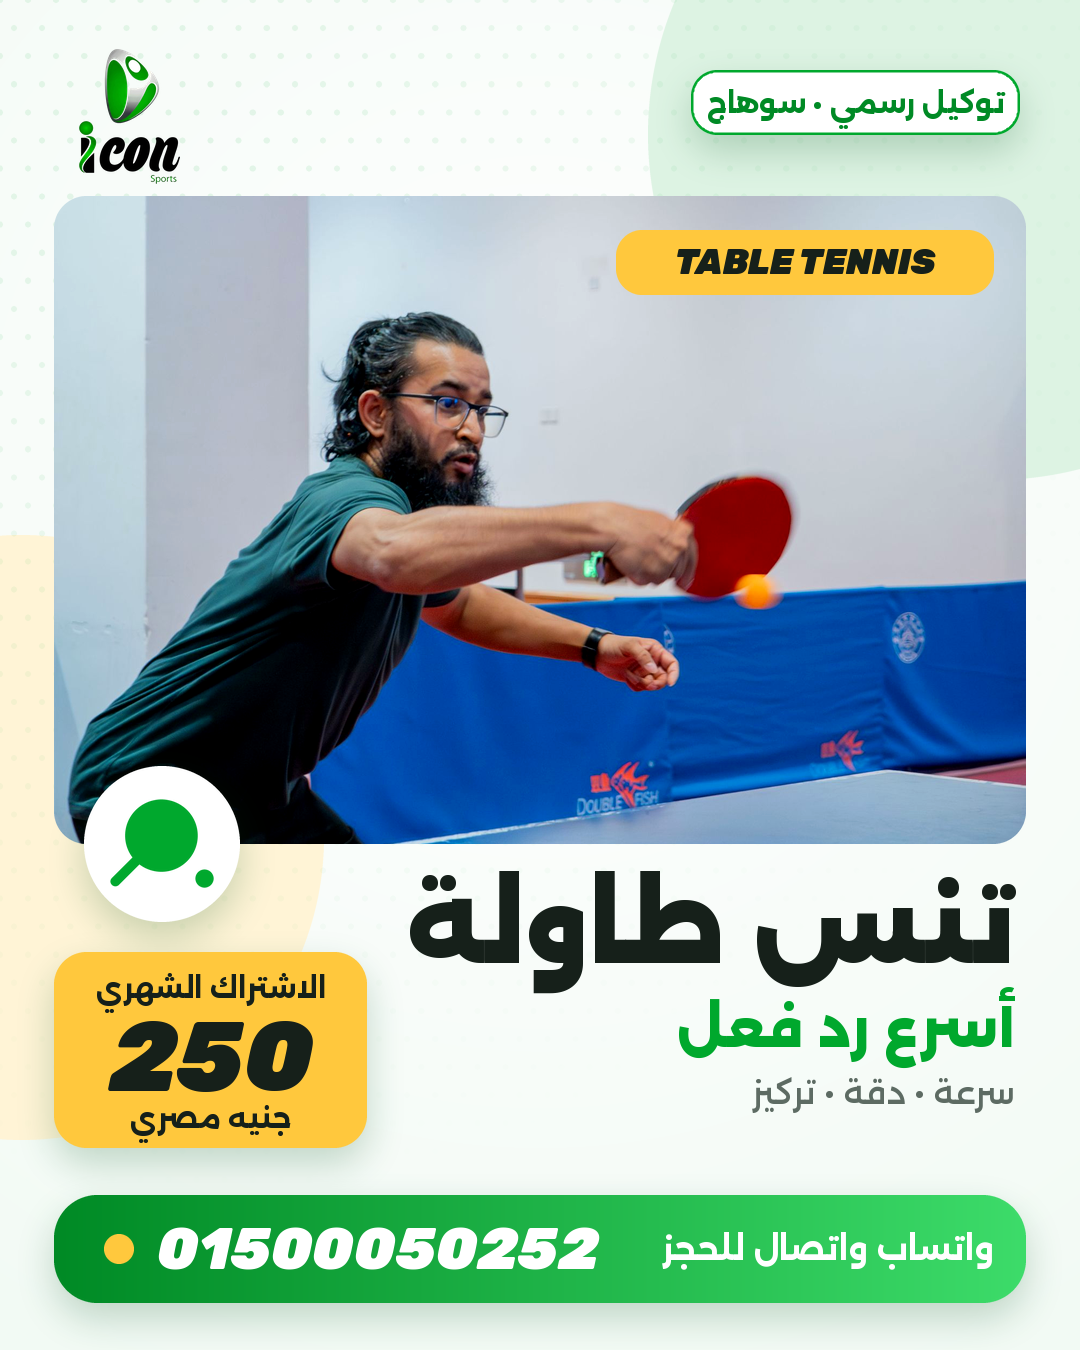 icon
Sports
توكيل رسمي • سوهاج
TABLE TENNIS
DOUBLE FISH
تنس طاولة
أسرع رد فعل
سرعة • دقة • تركيز
الاشتراك الشهري
250
جنيه مصري
واتساب واتصال للحجز
01500050252